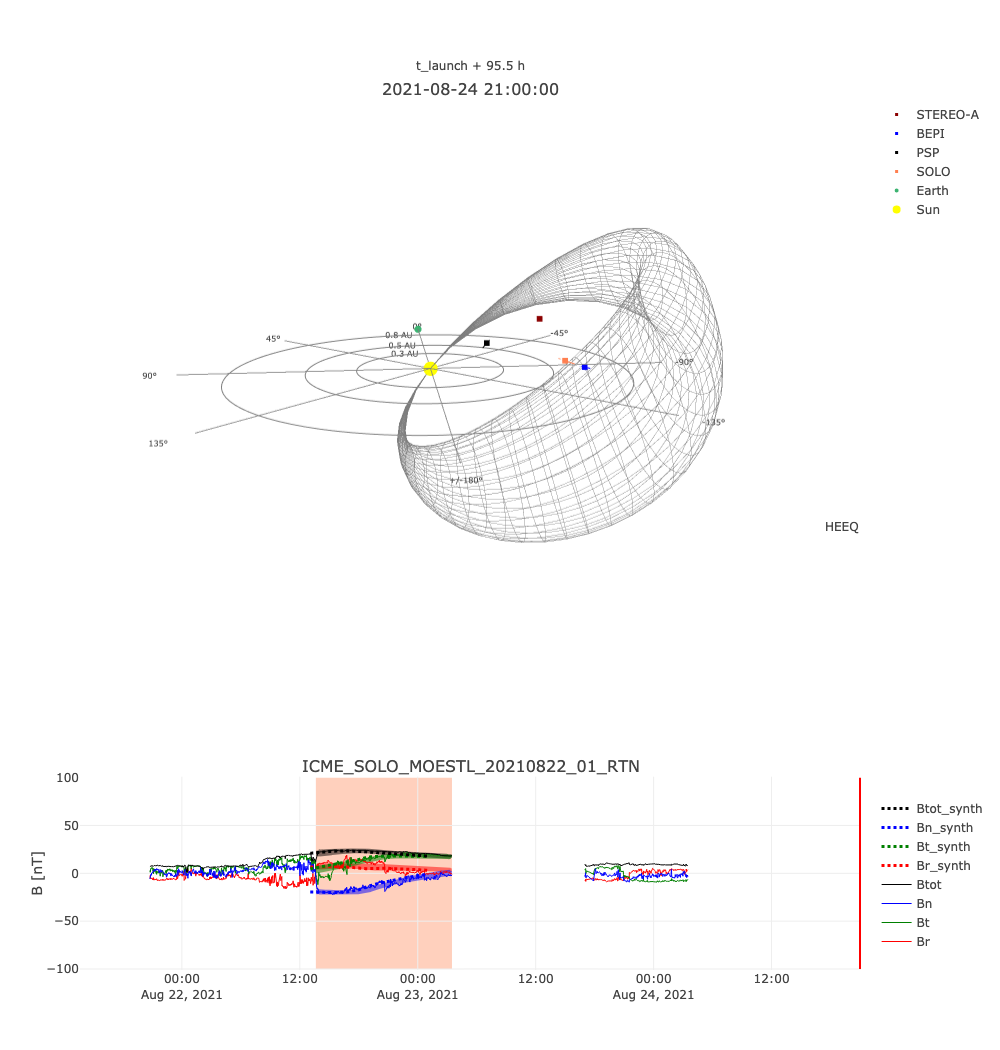 t_launch + 95.5 h
2021-08-24 21:00:00
STEREO-A
BEPI
PSP
SOLO
Earth
Sun
0°
0.8 AU
0.5 AU
0.3 AU
45°
90°
135°
-45°
-90°
-135°
+/-180°
HEEQ
ICME_SOLO_MOESTL_20210822_01_RTN
B [nT]
100
50
0
−50
−100
00:00
Aug 22, 2021
12:00
00:00
Aug 23, 2021
12:00
00:00
Aug 24, 2021
12:00
Btot_synth
Bn_synth
Bt_synth
Br_synth
Btot
Bn
Bt
Br